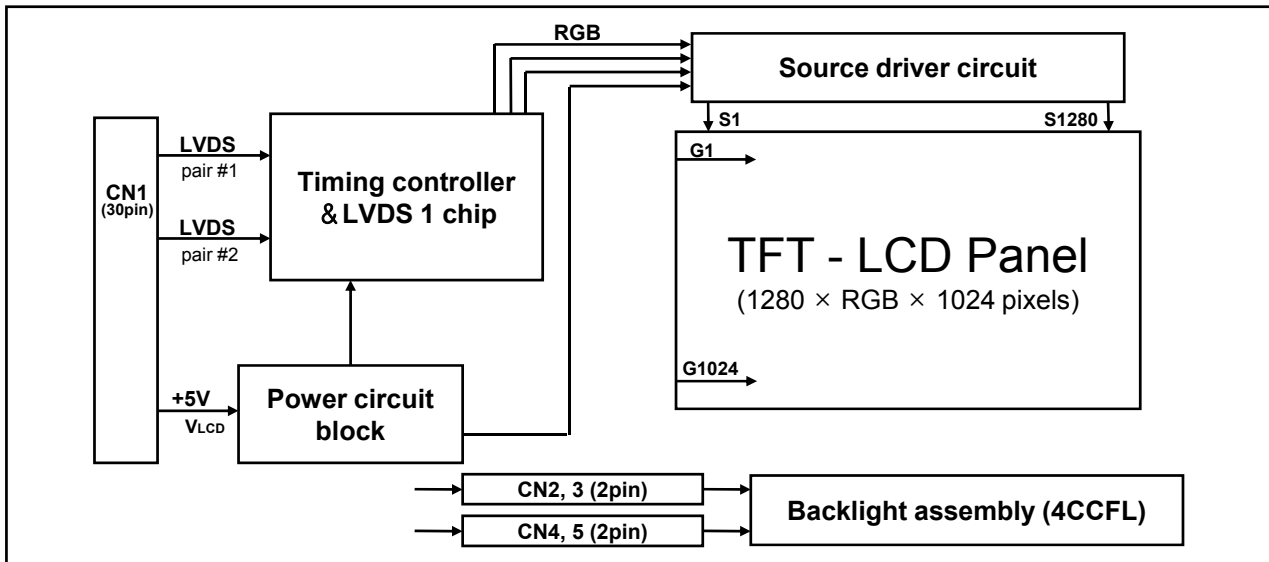 RGB
Source driver circuit
S1
S1280
CN1
(30pin)
LVDS
pair #1
LVDS
pair #2
Timing controller
&LVDS 1 chip
G1
TFT - LCD Panel
(1280 × RGB × 1024 pixels)
G1024
+5V
VLCD
Power circuit
block
CN2, 3 (2pin)
CN4, 5 (2pin)
Backlight assembly (4CCFL)